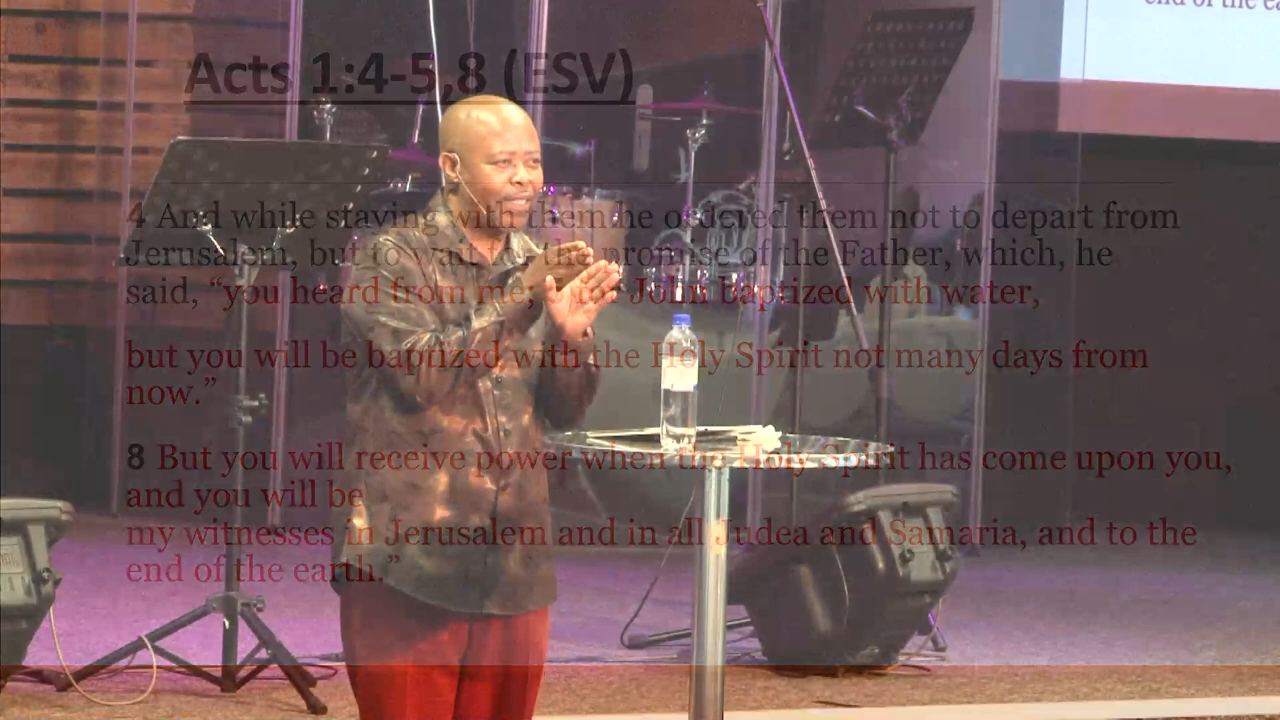 end of the ea
Acts 1:4-5,8 (ESV)
4 And while staying with them he ordered them not to depart from
Jerusalem, but to wait for the promise of the Father, which, he
said, “you heard from me; for John baptized with water,
but you will be baptized with the Holy Spirit not many days from
now.”
8 But you will receive power when the Holy Spirit has come upon you,
and you will be
my witnesses in Jerusalem and in all Judea and Samaria, and to the
end of the earth.”